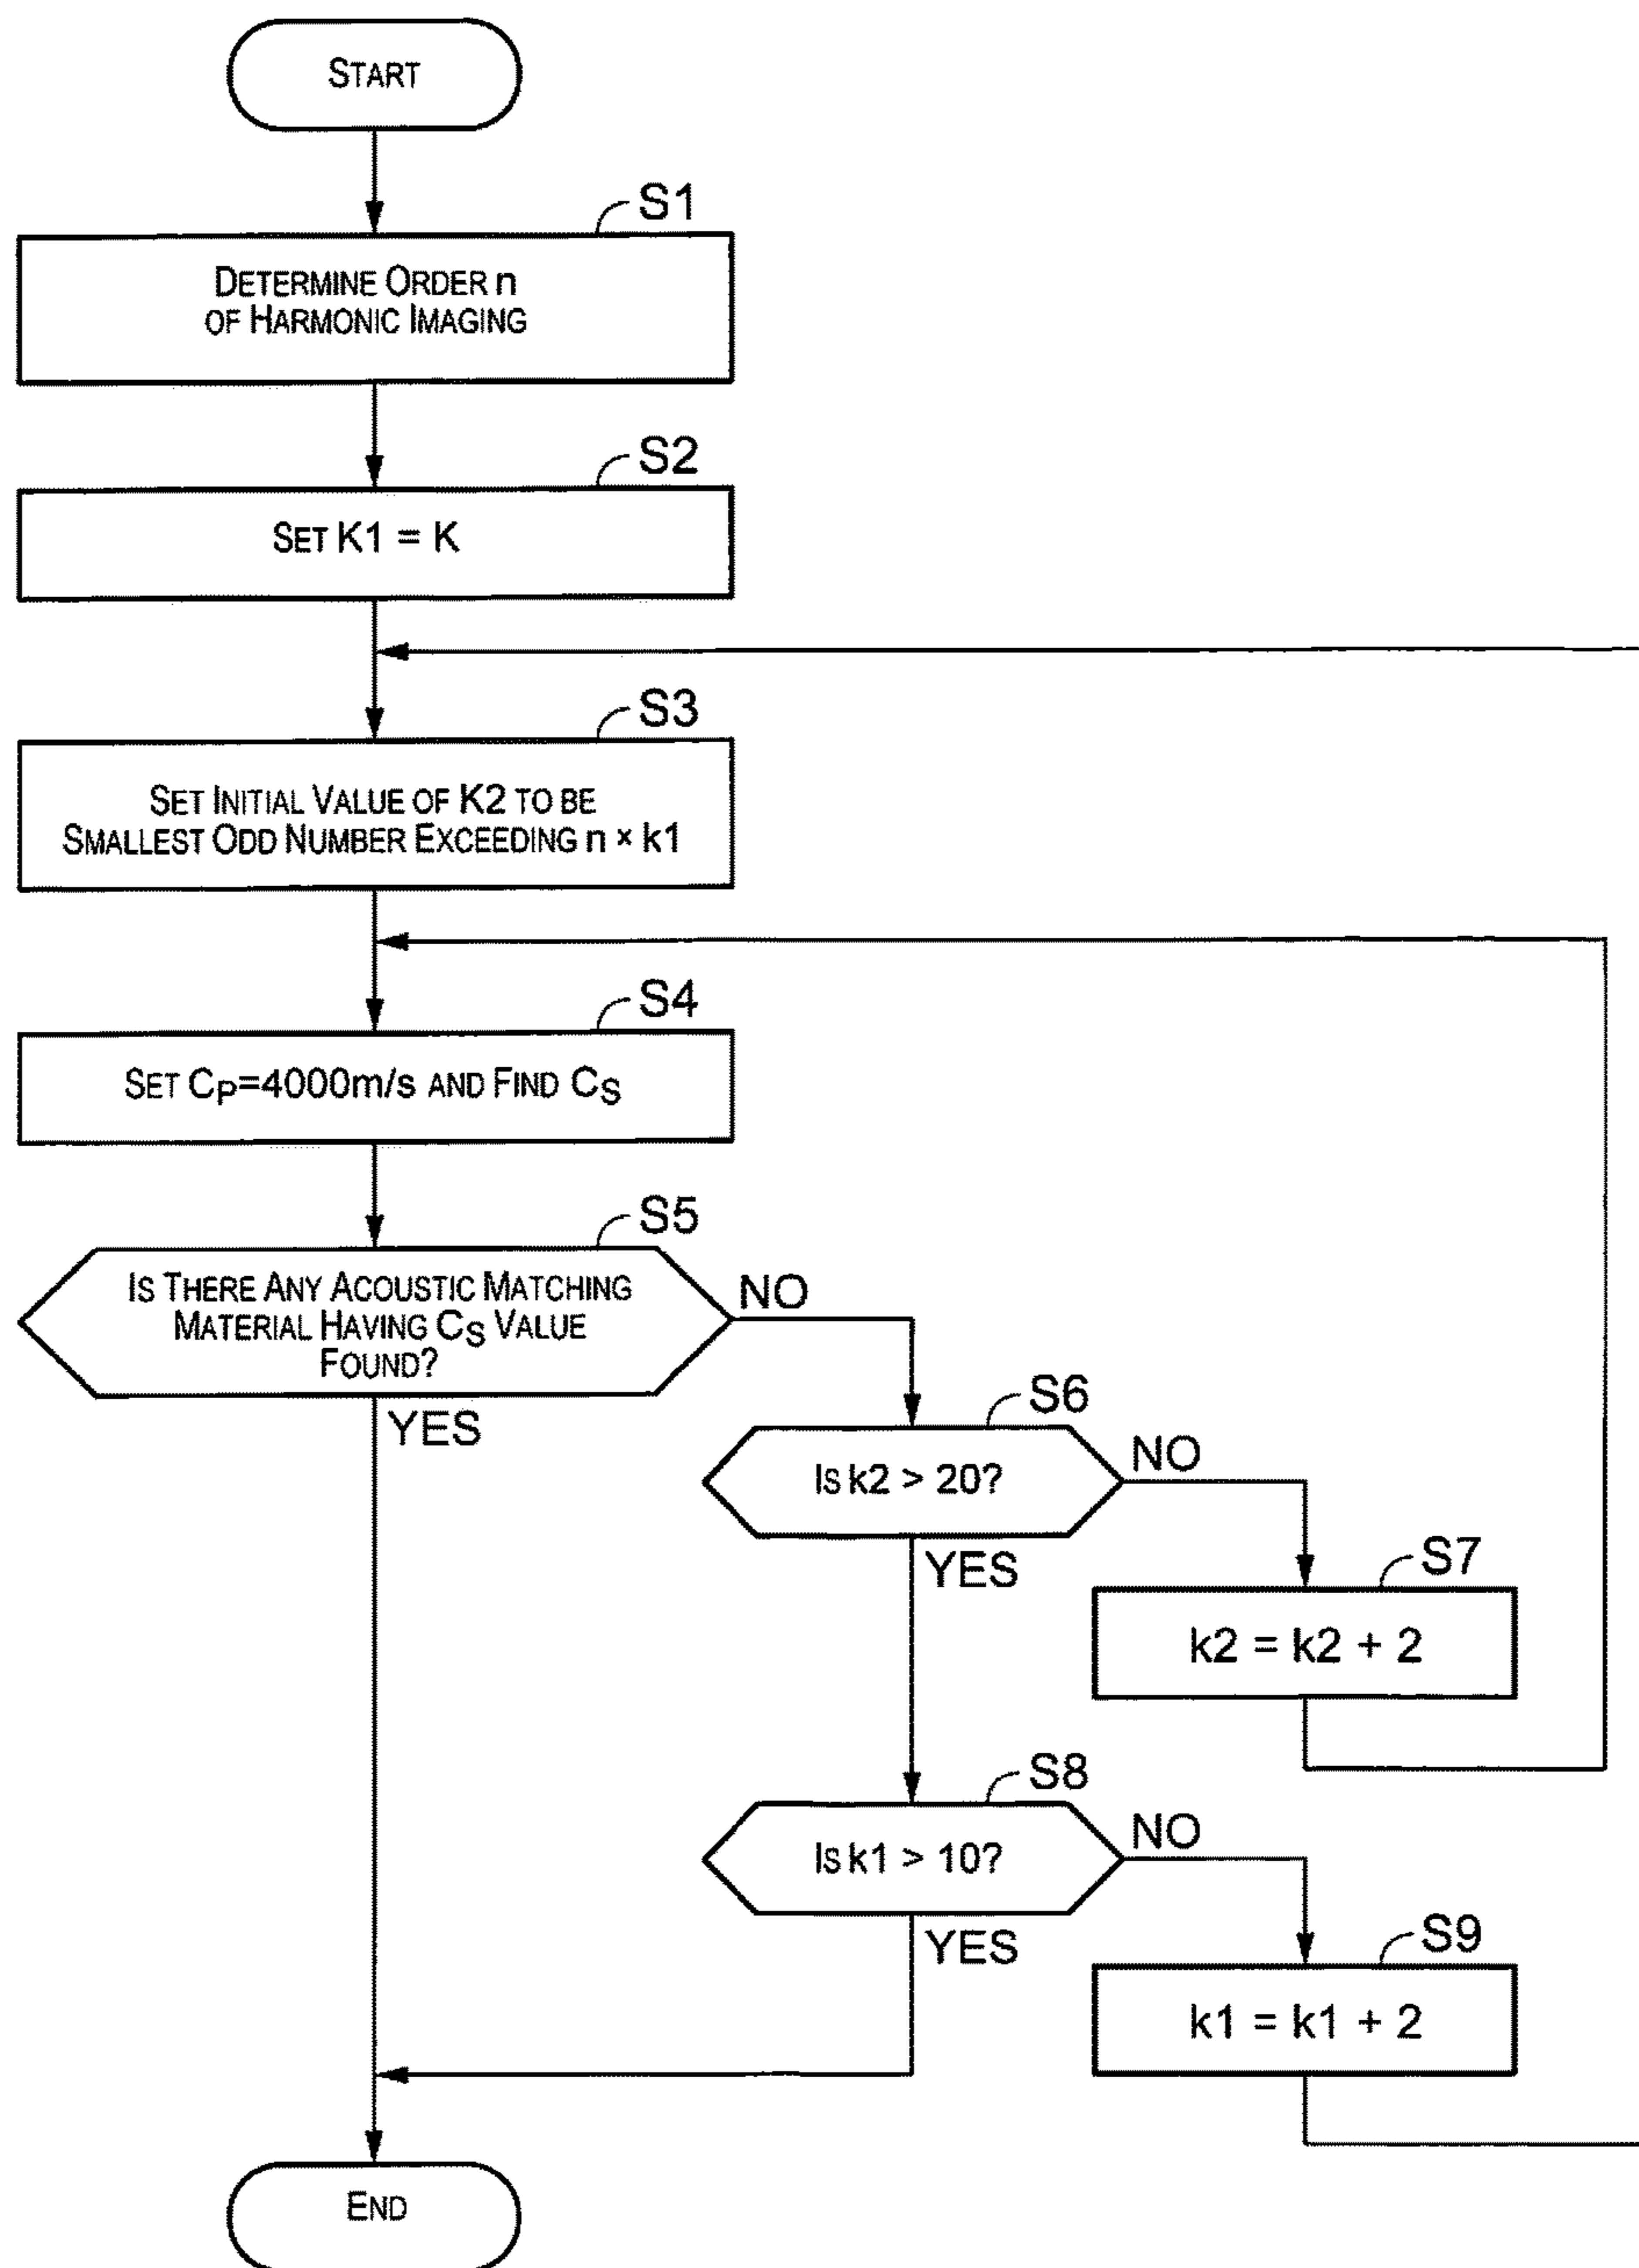 START
S1
DETERMINE ORDER n
OF HARMONIC IMAGING
S2
SET K1 = K
S3
SET INITIAL VALUE OF K2 TO BE
SMALLEST ODD NUMBER EXCEEDING n × k1
S4
SET CP=4000m/s AND FIND CS
S5
IS THERE ANY ACOUSTIC MATCHING
MATERIAL HAVING CS VALUE
FOUND?
NO
YES
S6
IS k2 > 20?
NO
YES
S7
k2 = k2 + 2
S8
IS k1 > 10?
NO
YES
S9
k1 = k1 + 2
END